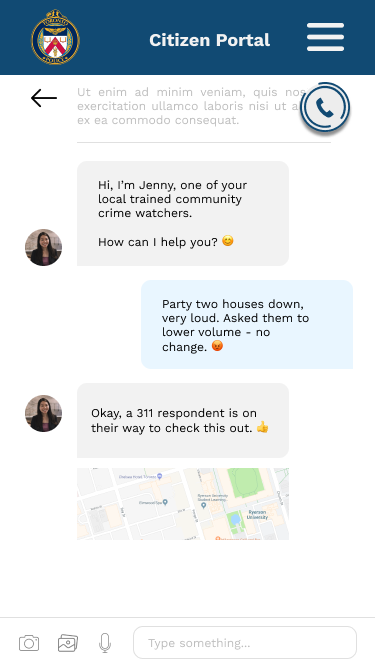 TORONTO
POLICE
Citizen Portal
Ut enim ad minim veniam, quis nos
exercitation ullamco laboris nisi ut a
ex ea commodo consequat.
Hi, I’m Jenny, one of your
local trained community
crime watchers.
How can I help you? 😊
Party two houses down,
very loud. Asked them to
lower volume - no
change. 😡
Okay, a 311 respondent is on
their way to check this out. 👍
Ryerson
University
Type something...